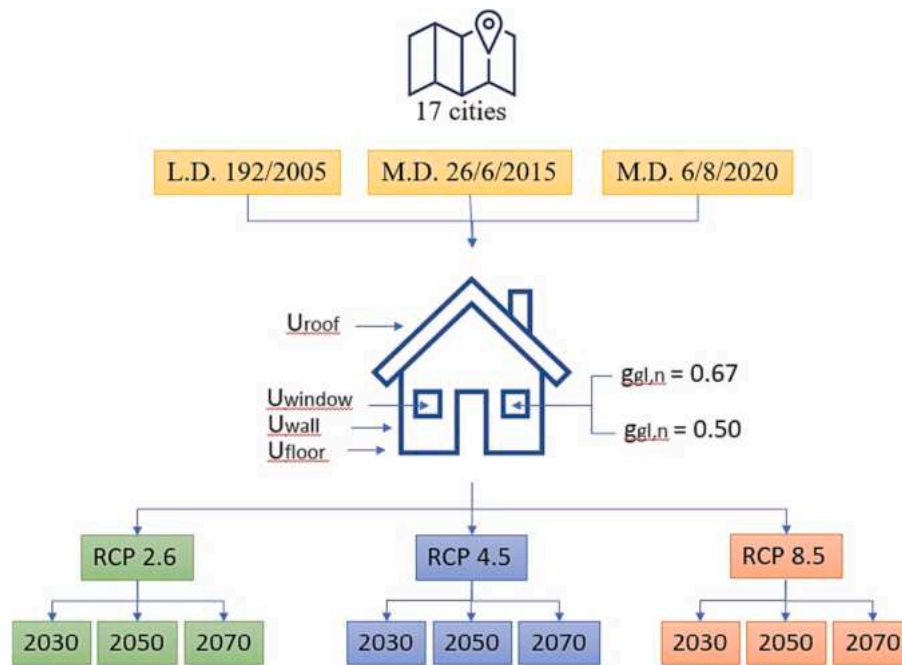 17 cities
L.D. 192/2005 M.D. 26/6/2015 M.D. 6/8/2020
Uroof
ggl,n = 0.67
Uwindow
Uwall
ggl,n = 0.50
Ufloor
RCP 2.6 RCP 4.5 RCP 8.5
2030 2050 2070 2030 2050 2070 2030 2050 2070